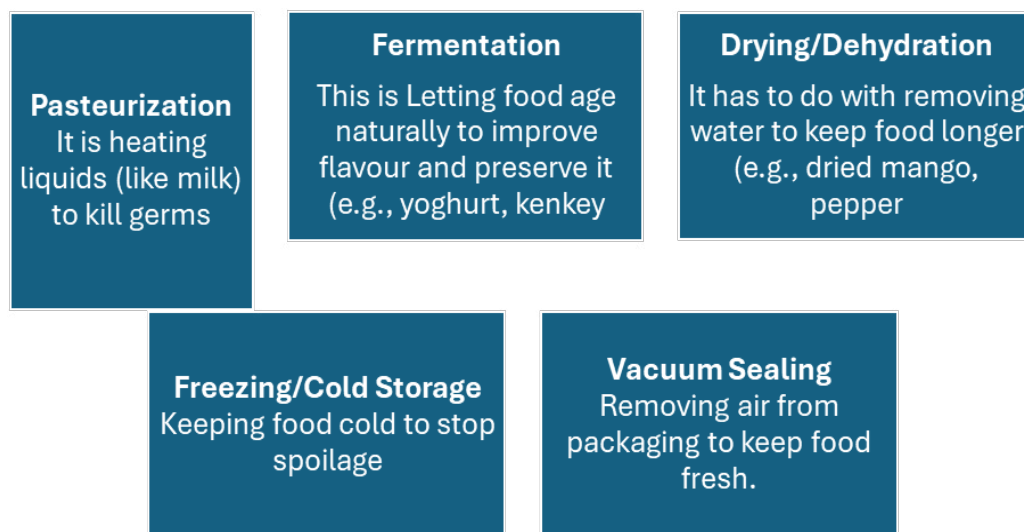 Pasteurization
It is heating
liquids (like milk)
to kill germs
Fermentation
This is Letting food age
naturally to improve
flavour and preserve it
(e.g., yoghurt, kenkey
Drying/Dehydration
It has to do with removing
water to keep food longer
(e.g., dried mango,
pepper
Freezing/Cold Storage
Keeping food cold to stop
spoilage
Vacuum Sealing
Removing air from
packaging to keep food
fresh.